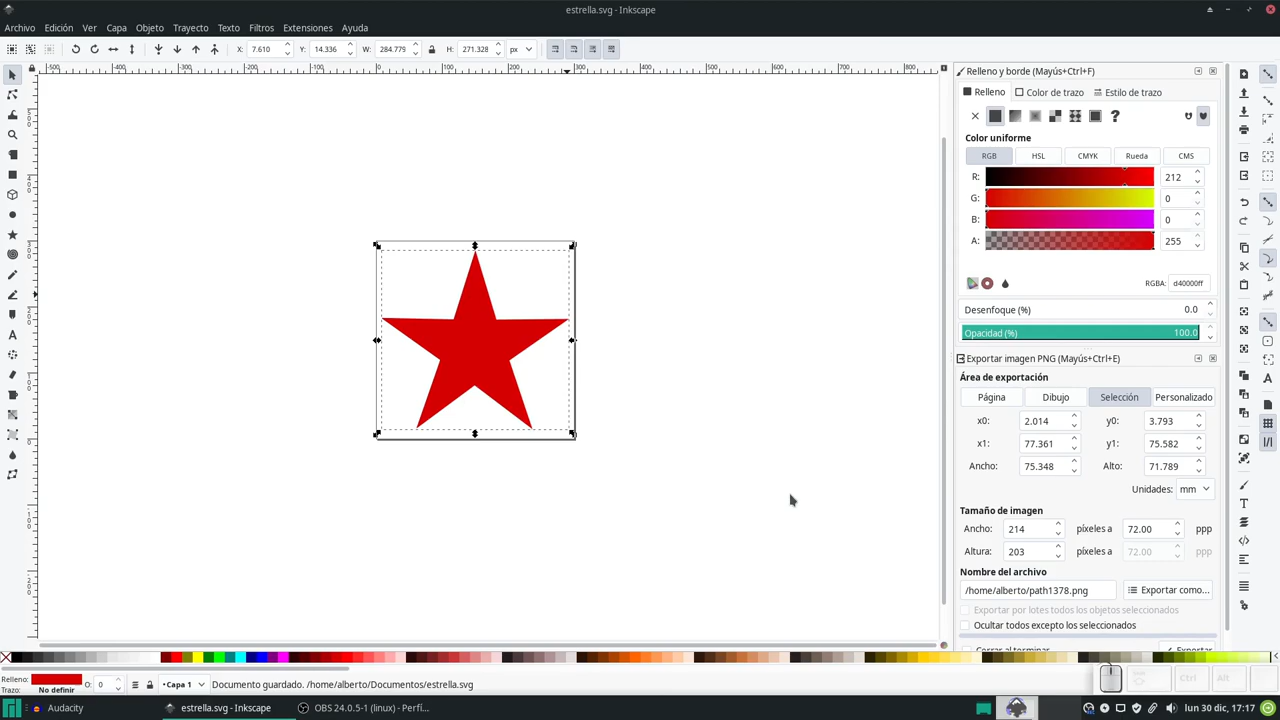 estrella.svg - Inkscape
Archivo Edición Ver Capa Objeto Trayecto Texto Filtros Extensiones Ayuda
X: 7.610 Y: 14.336 W: 284.779 H: 271.328 px
Relleno y borde (Mayús+Ctrl+F)
Relleno Color de trazo Estilo de trazo
Color uniforme
RGB HSL CMYK Rueda CMS
R: 212
G: 0
B: 0
A: 255
RGBA: d40000ff
Desenfoque (%) 0.0
Opacidad (%) 100.0
Exportar imagen PNG (Mayús+Ctrl+E)
Área de exportación
Página Dibujo Selección Personalizado
x0: 2.014 y0: 3.793
x1: 77.361 y1: 75.582
Ancho: 75.348 Alto: 71.789
Unidades: mm
Tamaño de imagen
Ancho: 214 píxeles a 72.00 ppp
Altura: 203 píxeles a 72.00 ppp
Nombre del archivo
/home/alberto/path1378.png Exportar como...
Exportar por lotes todos los objetos seleccionados
Ocultar todos excepto los seleccionados
Cerrar al terminar Exportar
Relleno: O: 0 •Capa 1 Documento guardado. /home/alberto/Documentos/estrella.svg
Trazo: No definir
Ctrl Alt
Audacity estrella.svg - Inkscape OBS 24.0.5-1 (linux) - Perfi... lun 30 dic, 17:17